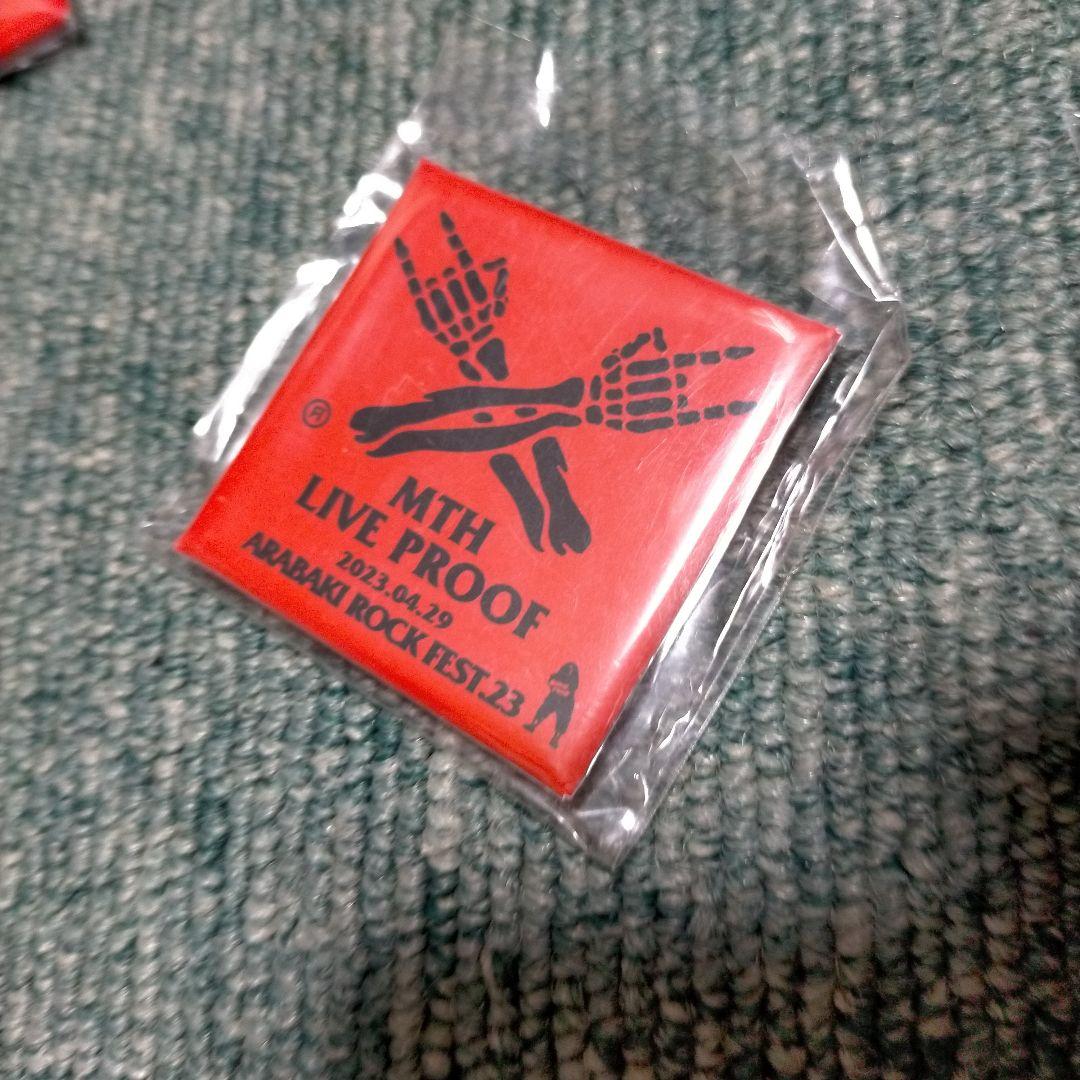 MTH
LIVE PROOF
2023.04.29
ARABAKI ROCK FEST.23